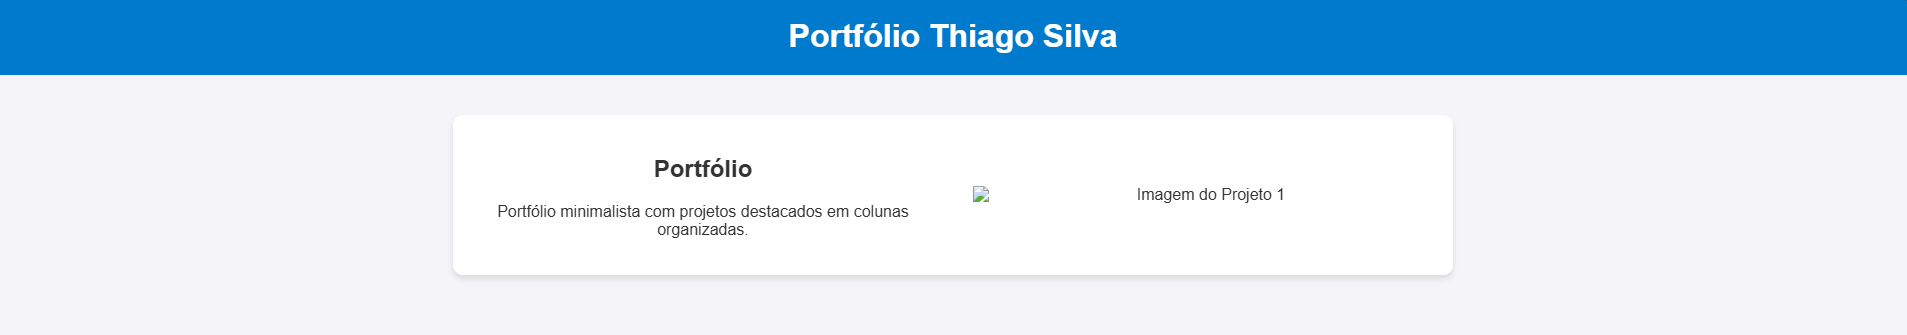 Portfólio Thiago Silva
Portfólio
Portfólio minimalista com projetos destacados em colunas
organizadas.
Imagem do Projeto 1